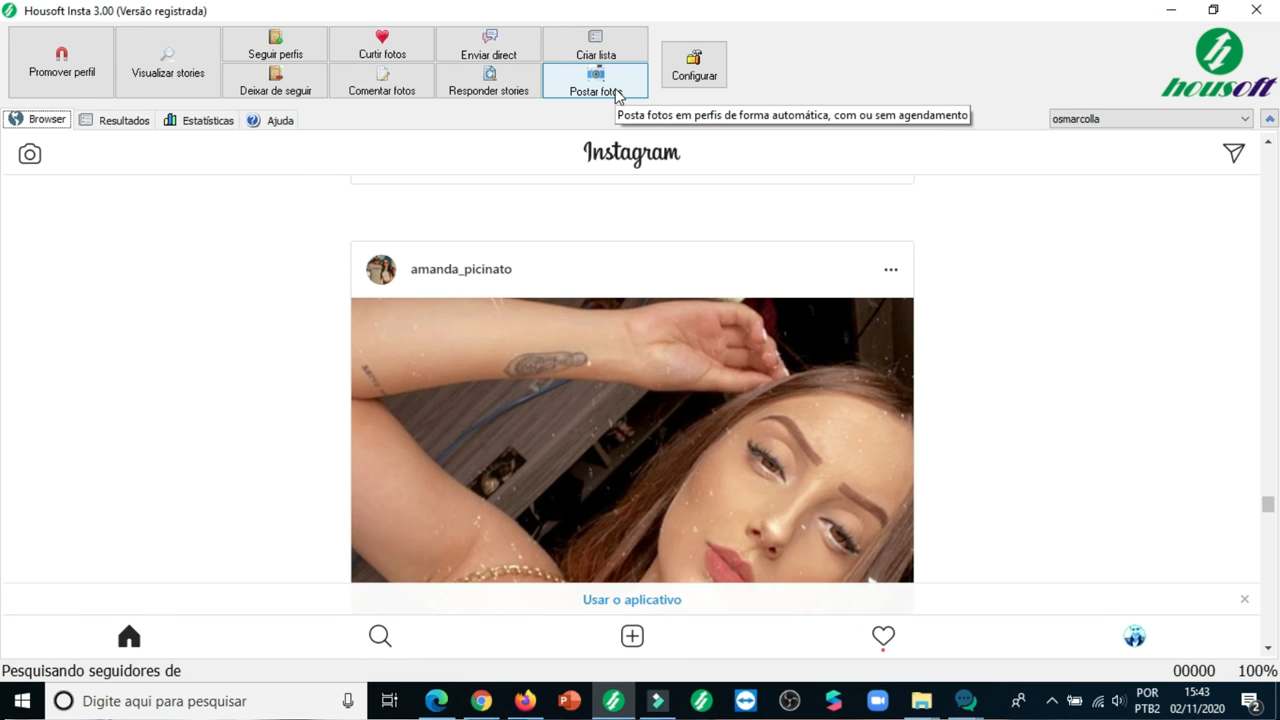 Housoft Insta 3.00 (Versão registrada)
Promover perfil
Visualizar stories
Seguir perfis
Curtir fotos
Enviar direct
Criar lista
Deixar de seguir
Comentar fotos
Responder stories
Postar fotos
Configurar
housoft
Posta fotos em perfis de forma automática, com ou sem agendamento
Browser
Resultados
Estatísticas
Ajuda
osmarcolla
Instagram
amanda_picinato
Usar o aplicativo
Pesquisando seguidores de
00000
100%
Digite aqui para pesquisar
POR
PTB2
15:43
02/11/2020
2